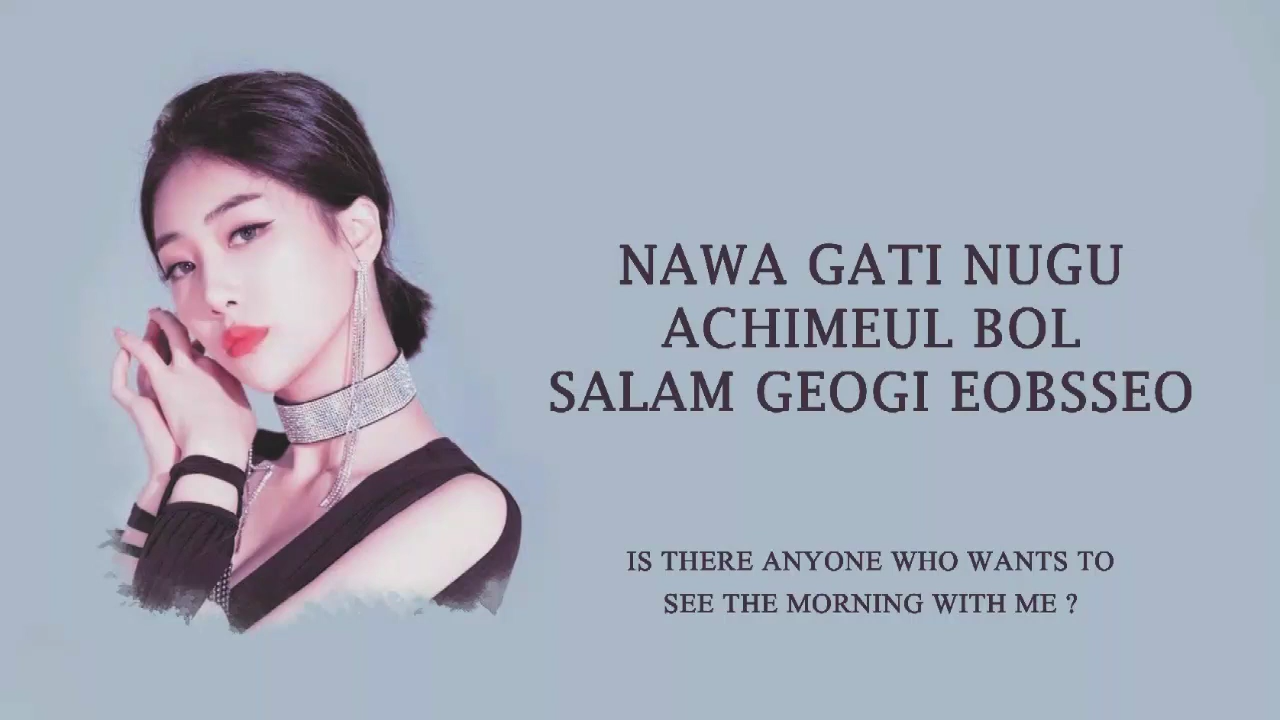 NAWA GATI NUGU
ACHIMEUL BOL
SALAM GEOGI EOBSSEO
IS THERE ANYONE WHO WANTS TO
SEE THE MORNING WITH ME ?